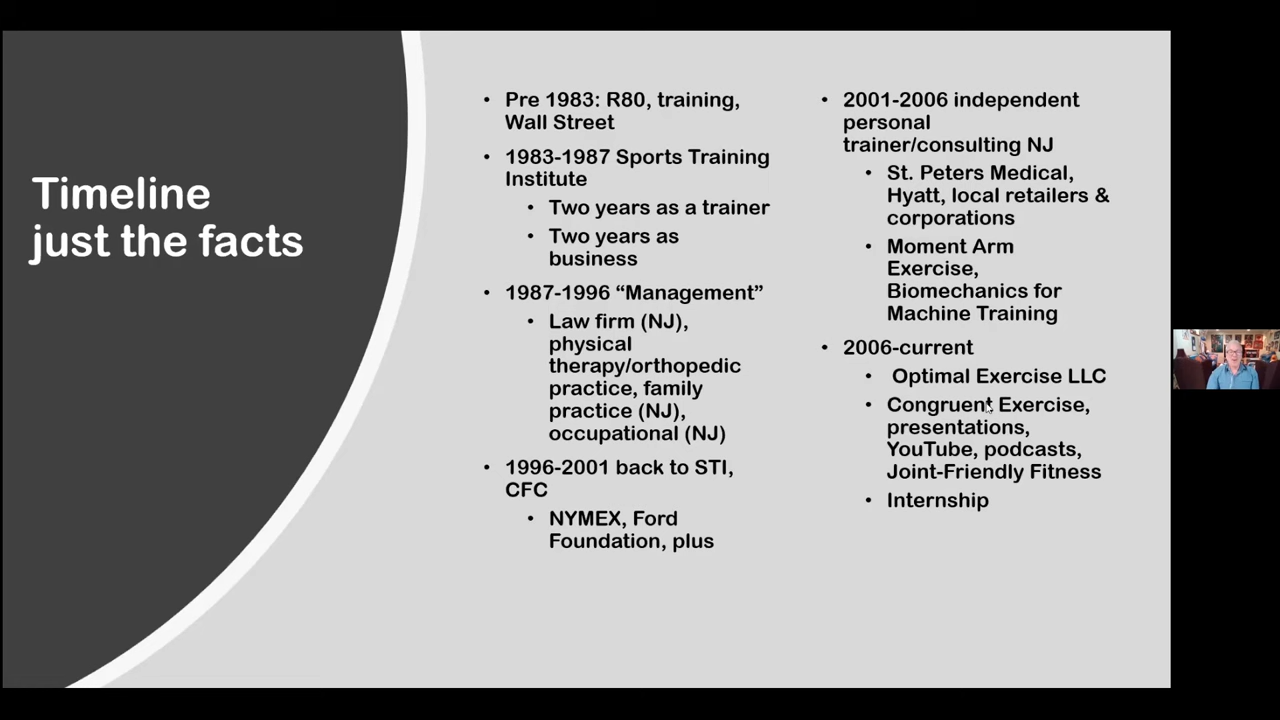 Timeline
just the facts
• Pre 1983: R80, training,
Wall Street
• 1983-1987 Sports Training
Institute
• Two years as a trainer
• Two years as
business
• 1987-1996 “Management”
• Law firm (NJ),
physical
therapy/orthopedic
practice, family
practice (NJ),
occupational (NJ)
• 1996-2001 back to STI,
CFC
• NYMEX, Ford
Foundation, plus
• 2001-2006 independent
personal
trainer/consulting NJ
• St. Peters Medical,
Hyatt, local retailers &
corporations
• Moment Arm
Exercise,
Biomechanics for
Machine Training
• 2006-current
• Optimal Exercise LLC
• Congruent Exercise,
presentations,
YouTube, podcasts,
Joint-Friendly Fitness
• Internship